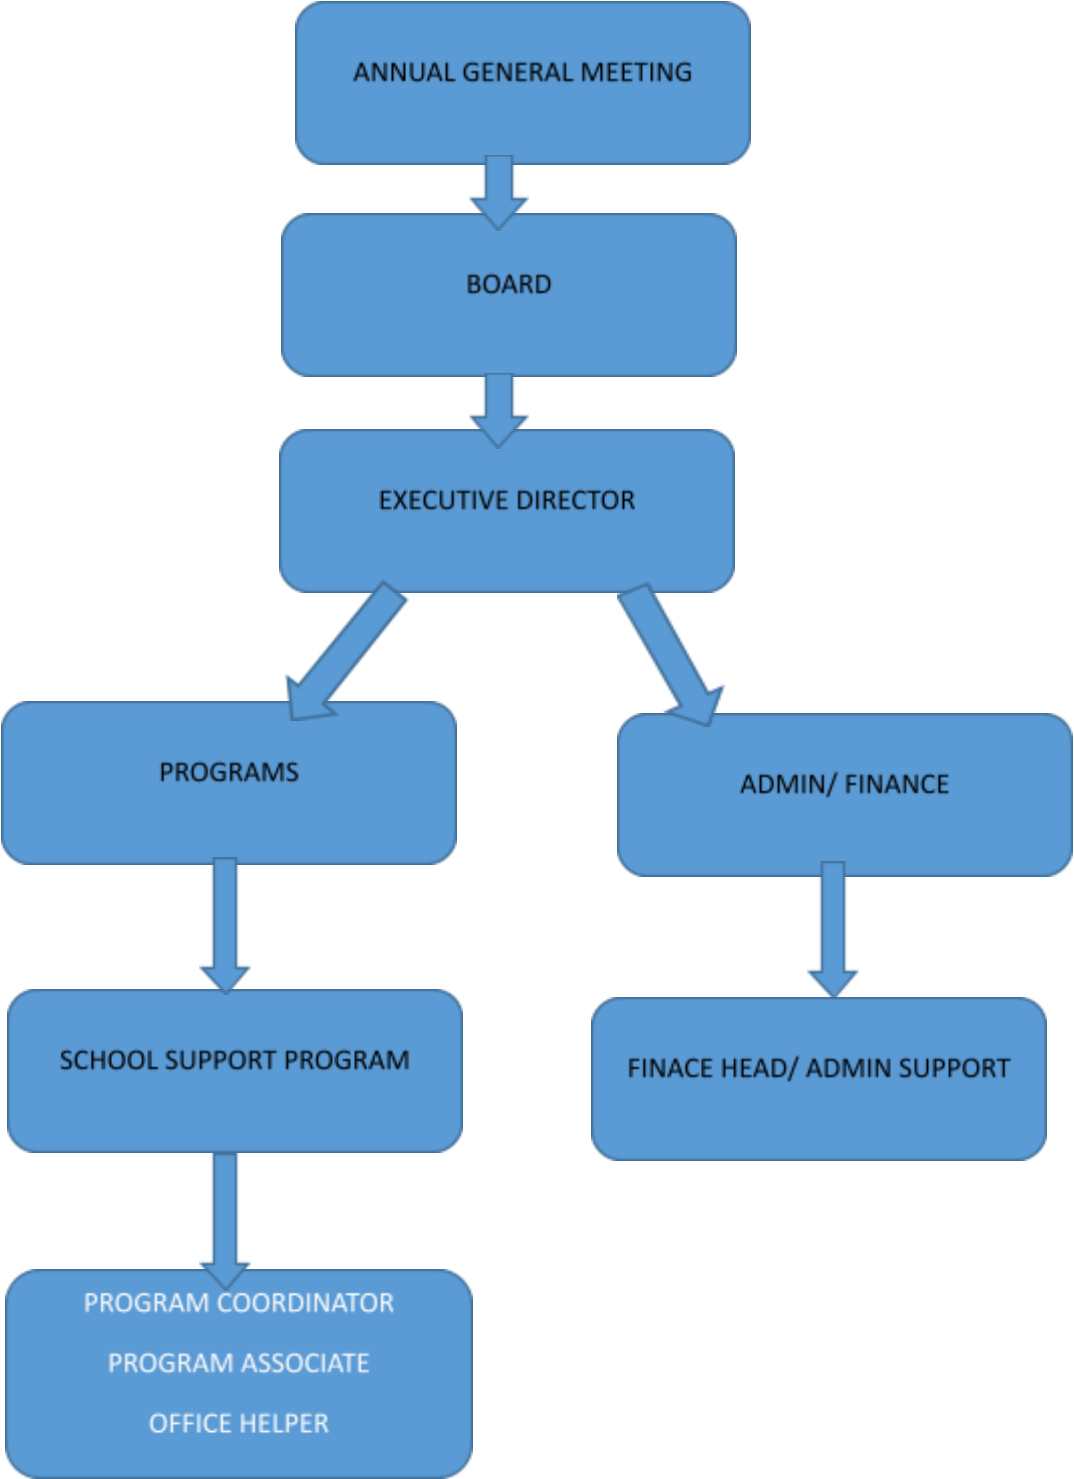 ANNUAL GENERAL MEETING
BOARD
EXECUTIVE DIRECTOR
PROGRAMS
ADMIN/ FINANCE
SCHOOL SUPPORT PROGRAM
FINACE HEAD/ ADMIN SUPPORT
PROGRAM COORDINATOR
PROGRAM ASSOCIATE
OFFICE HELPER